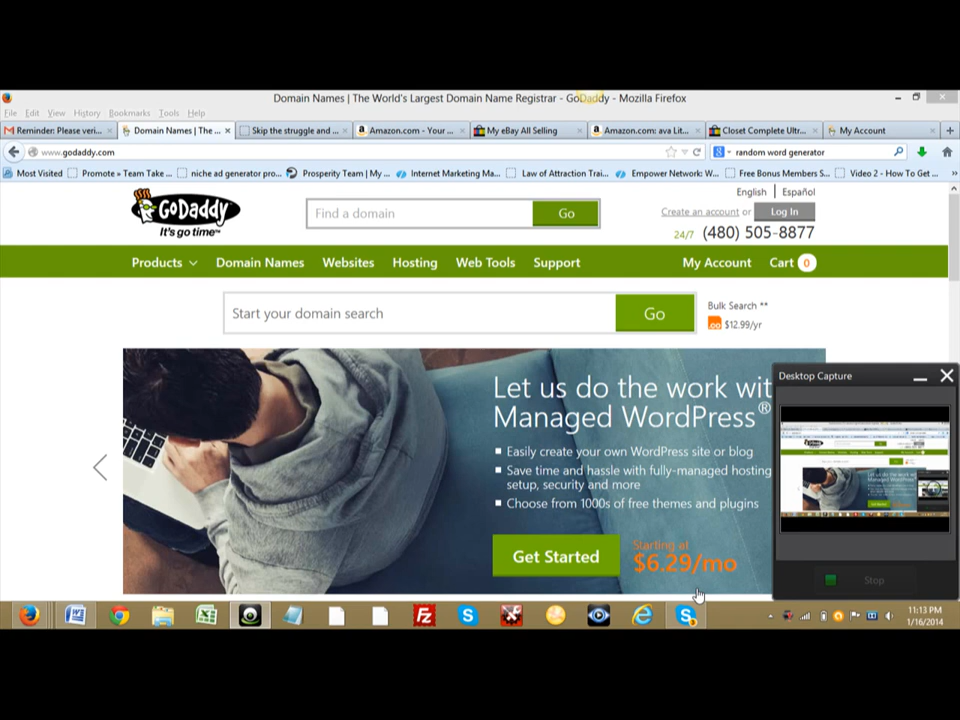 Domain Names | The World's Largest Domain Name Registrar - GoDaddy - Mozilla Firefox
File Edit View History Bookmarks Tools Help
Reminder: Please veri... Domain Names | The ... Skip the struggle and ... Amazon.com - Your ... My eBay All Selling Amazon.com: ava Lit... Closet Complete Ultr... My Account
www.godaddy.com
random word generator
Most Visited Promote » Team Take ... niche ad generator pro... Prosperity Team | My ... Internet Marketing Ma... Law of Attraction Trai... Empower Network: W... Free Bonus Members S... Video 2 - How To Get ...
English | Español
GoDaddy
It's go time™
Find a domain
Go
Create an account or Log In
24/7 (480) 505-8877
Products Domain Names Websites Hosting Web Tools Support My Account Cart 0
Start your domain search
Go
Bulk Search **
.co $12.99/yr
Let us do the work wit
Managed WordPress®
Easily create your own WordPress site or blog
Save time and hassle with fully-managed hosting
setup, security and more
Choose from 1000s of free themes and plugins
Get Started
Starting at
$6.29/mo
Desktop Capture
Stop
11:13 PM
1/16/2014